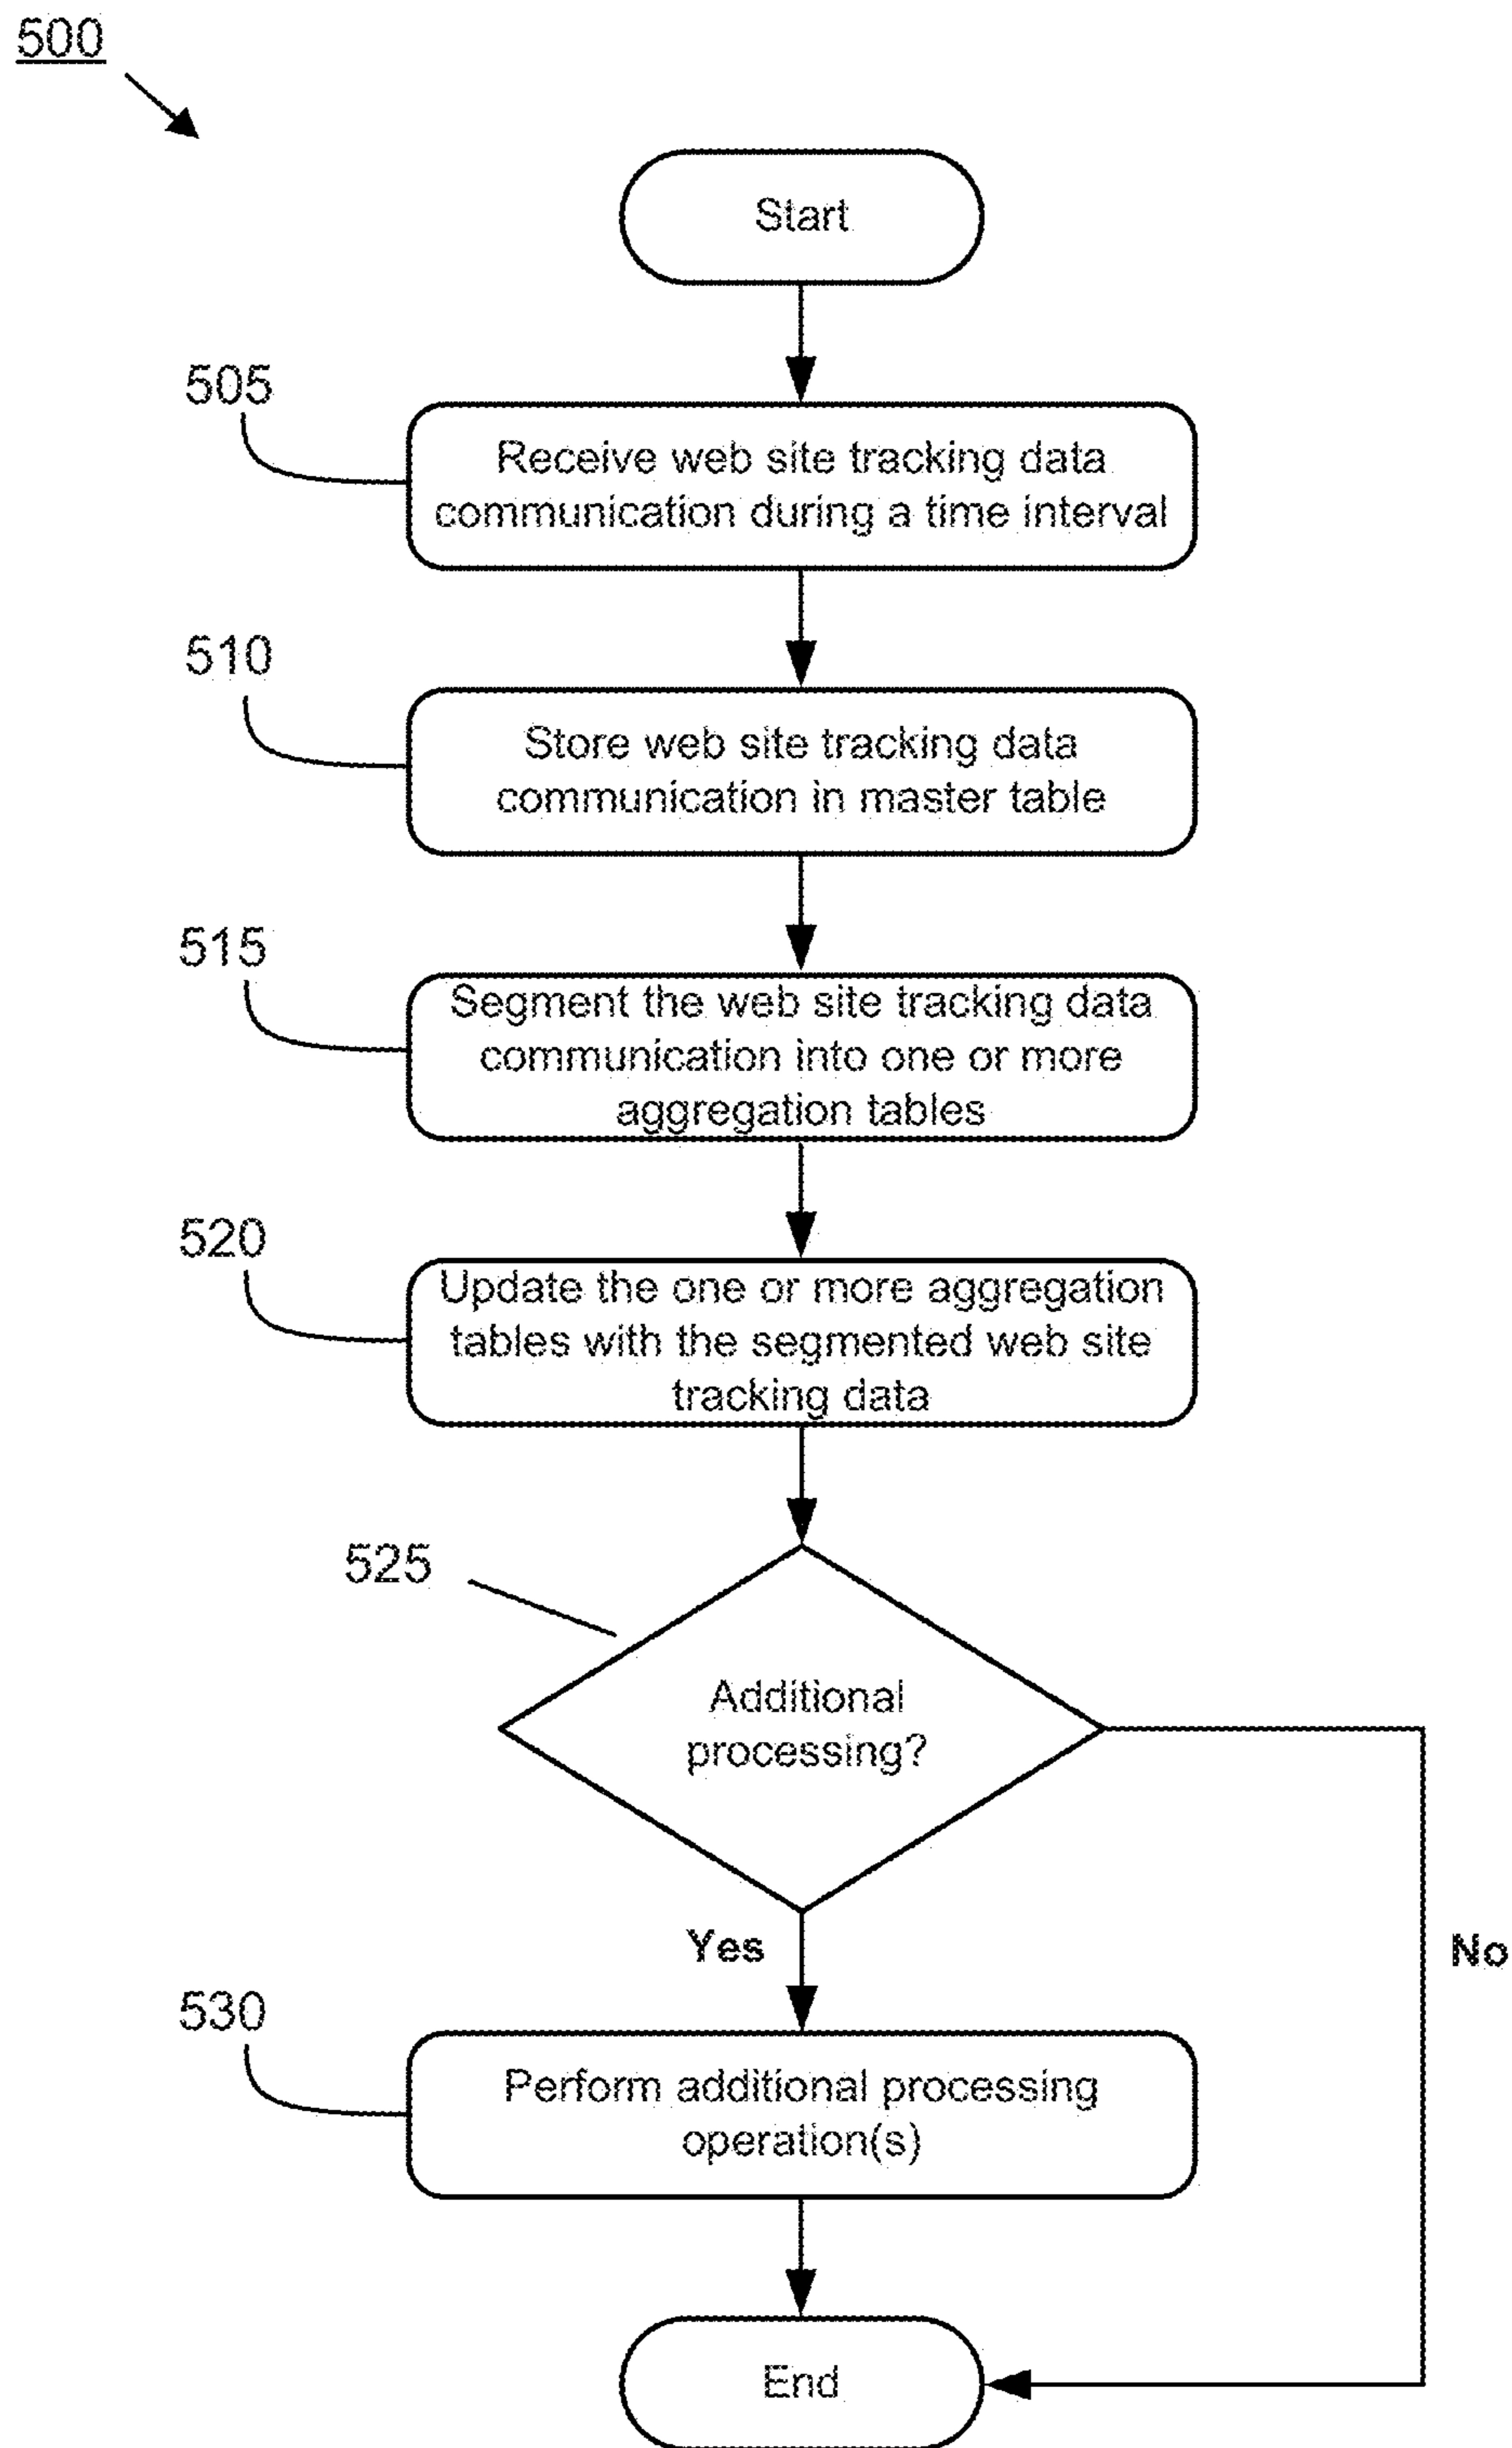 500
Start
505
Receive web site tracking data
communication during a time interval
510
Store web site tracking data
communication in master table
515
Segment the web site tracking data
communication into one or more
aggregation tables
520
Update the one or more aggregation
tables with the segmented web site
tracking data
525
Additional
processing?
Yes
No
530
Perform additional processing
operation(s)
End